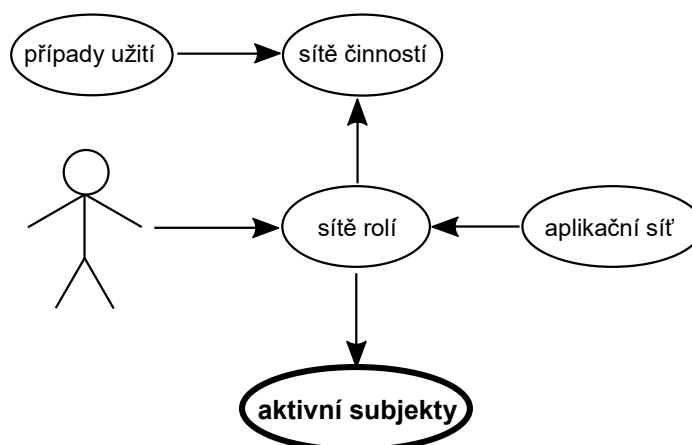 případy užití
sítě činností
sítě rolí
aplikační síť
aktivní subjekty